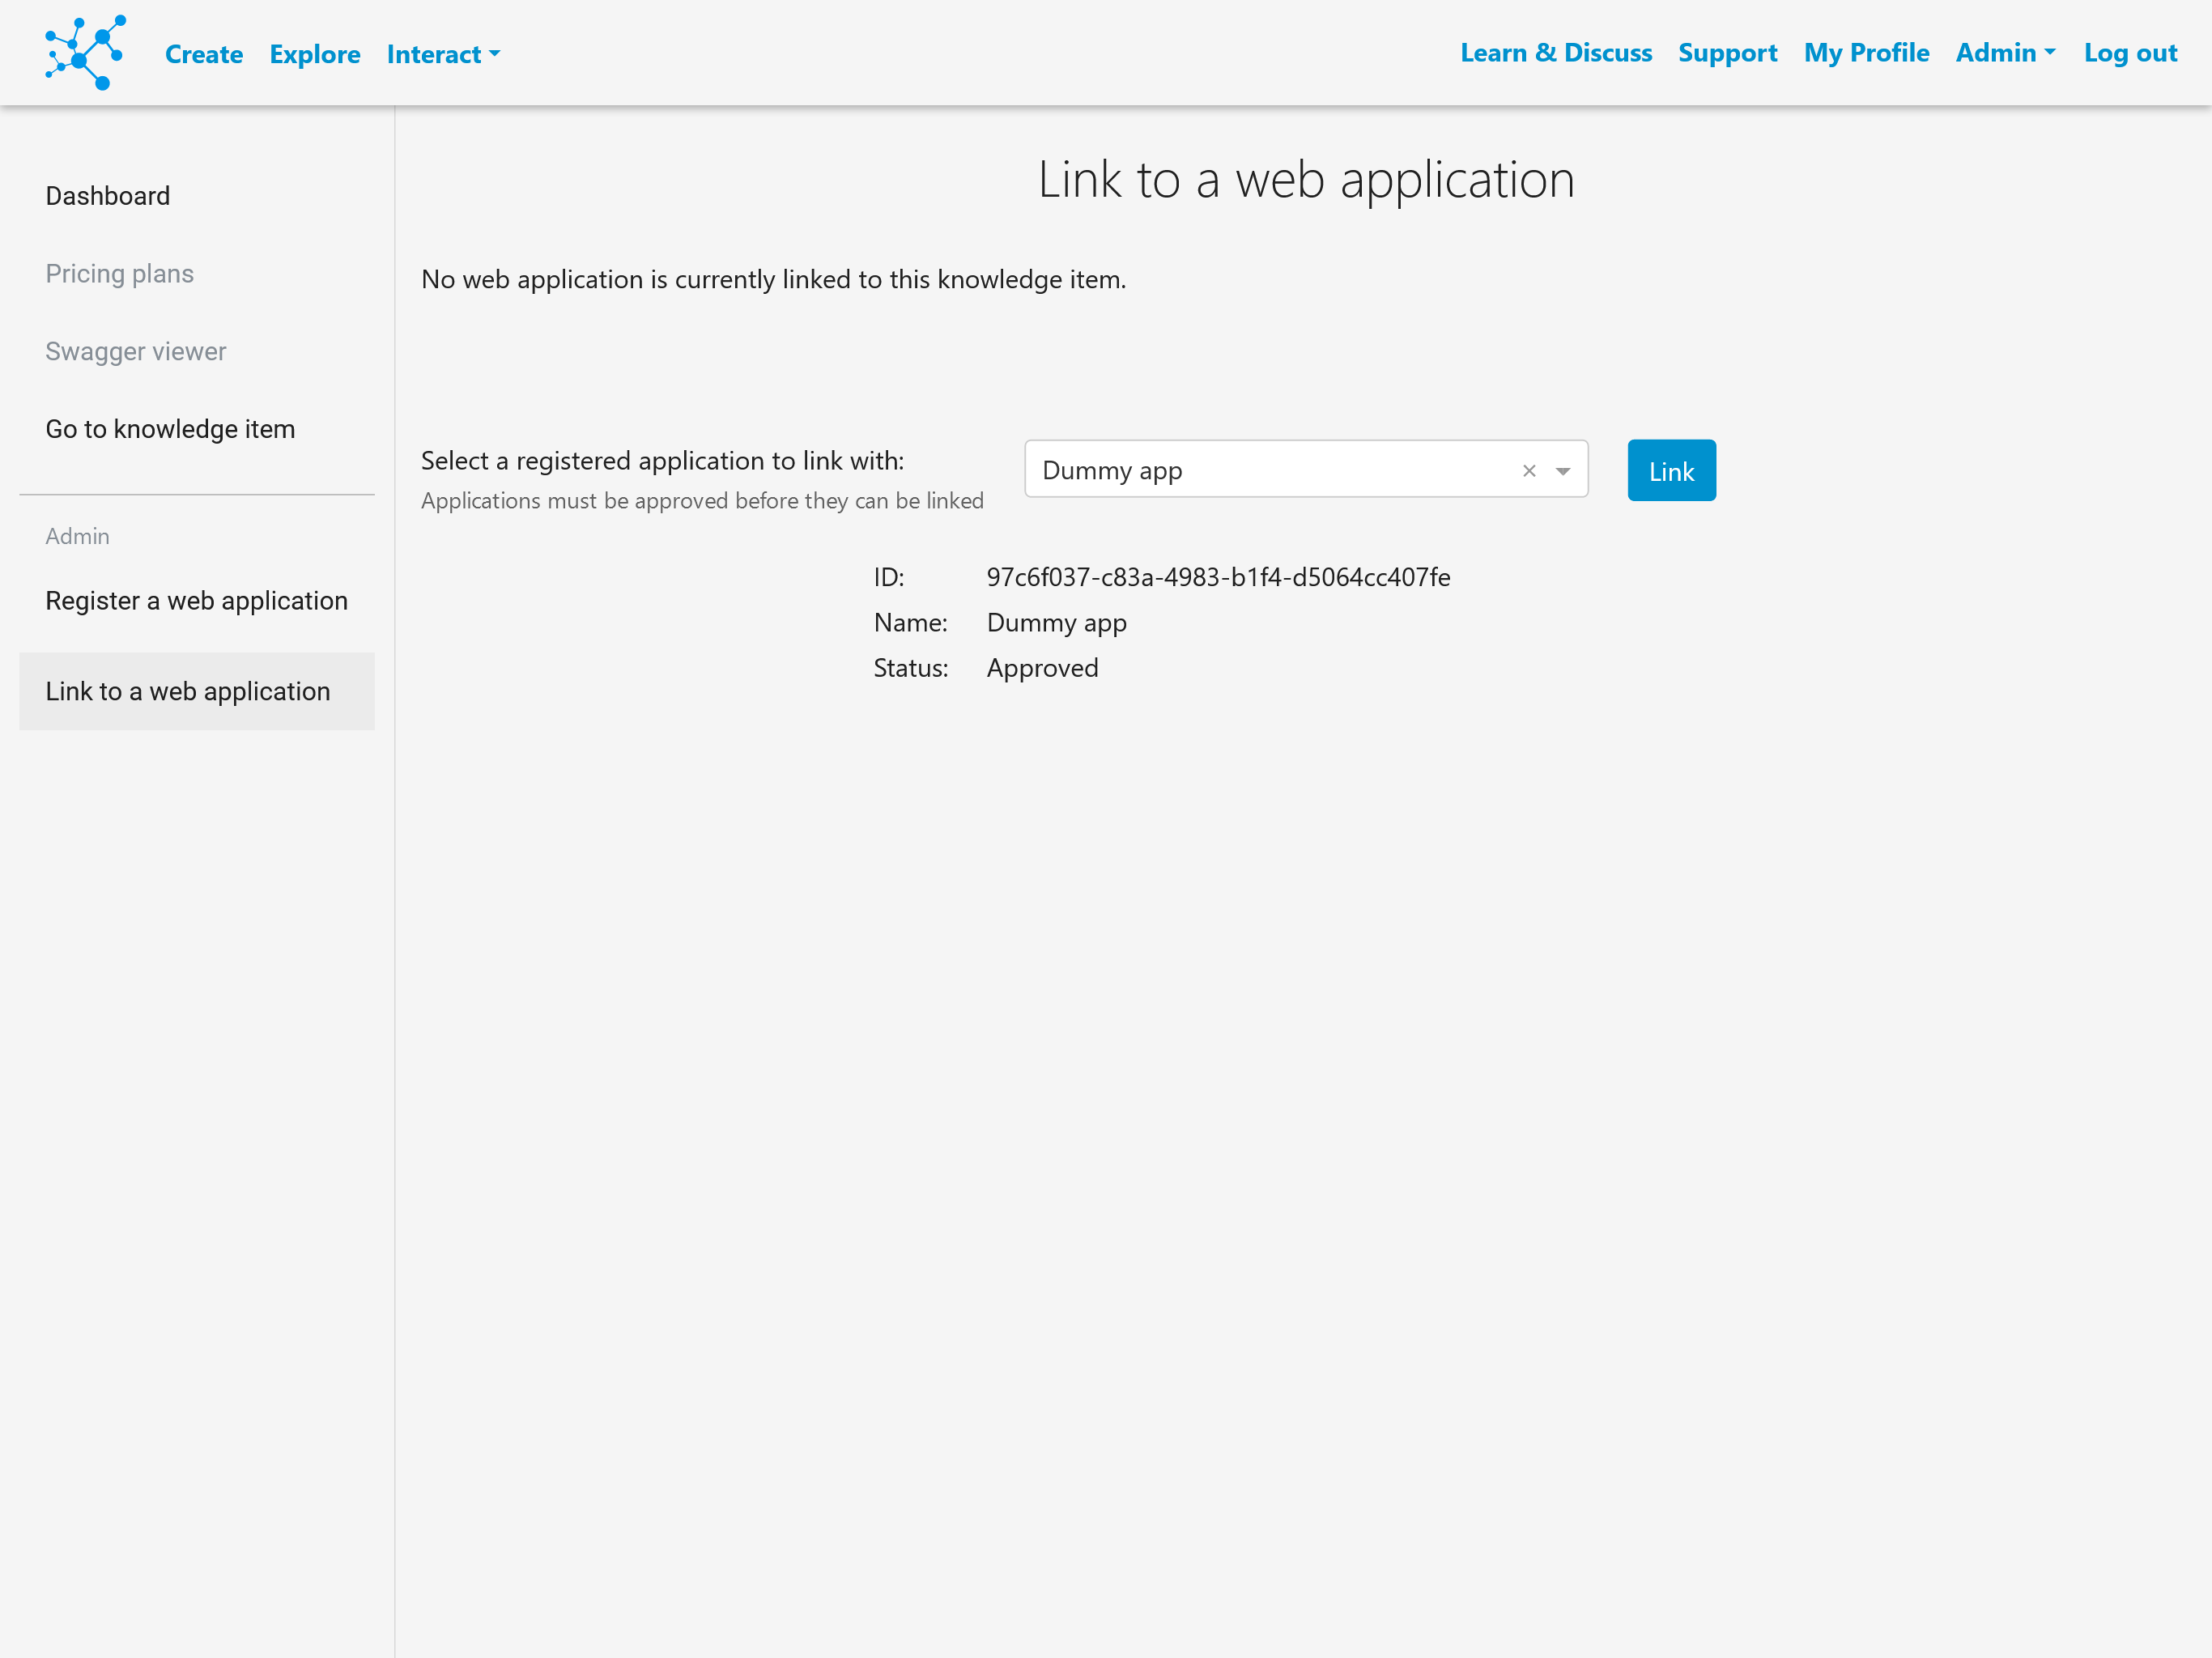 Create Explore Interact
Learn & Discuss Support My Profile Admin Log out
Dashboard
Pricing plans
Swagger viewer
Go to knowledge item
Admin
Register a web application
Link to a web application
Link to a web application
No web application is currently linked to this knowledge item.
Select a registered application to link with:
Applications must be approved before they can be linked
Dummy app
Link
ID: 97c6f037-c83a-4983-b1f4-d5064cc407fe
Name: Dummy app
Status: Approved